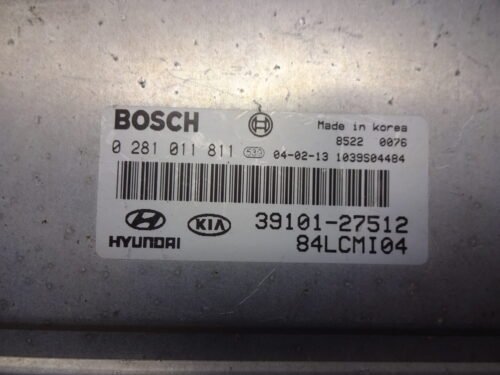 BOSCH
Made in korea
8522 0076
0 281 011 811 530 04-02-13 1039S04484
HYUNDAI KIA 39101-27512
84LCMI04